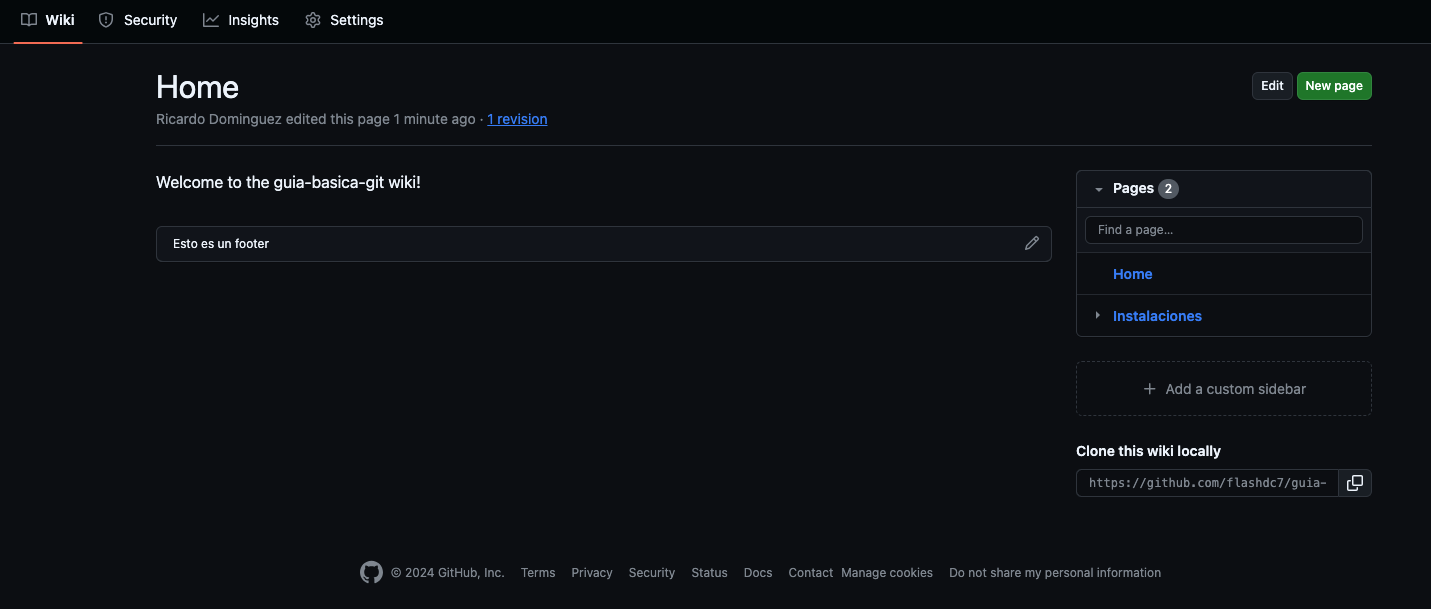 Wiki Security Insights Settings
Home
Edit New page
Ricardo Dominguez edited this page 1 minute ago · 1 revision
Welcome to the guia-basica-git wiki!
Esto es un footer
Pages 2
Find a page...
Home
Instalaciones
Add a custom sidebar
Clone this wiki locally
https://github.com/flashdc7/guia-
© 2024 GitHub, Inc. Terms Privacy Security Status Docs Contact Manage cookies Do not share my personal information